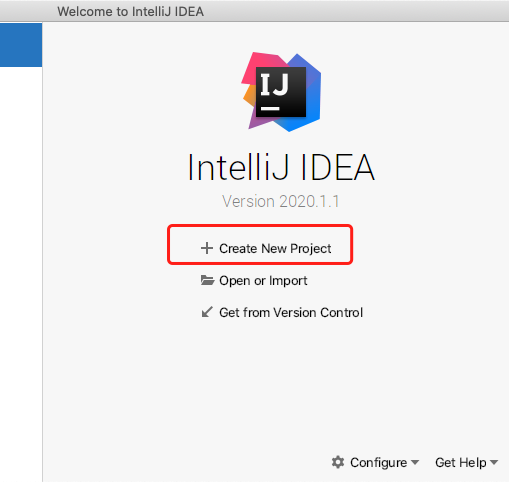 Welcome to IntelliJ IDEA
IJ
IntelliJ IDEA
Version 2020.1.1
Create New Project
Open or Import
Get from Version Control
Configure
Get Help